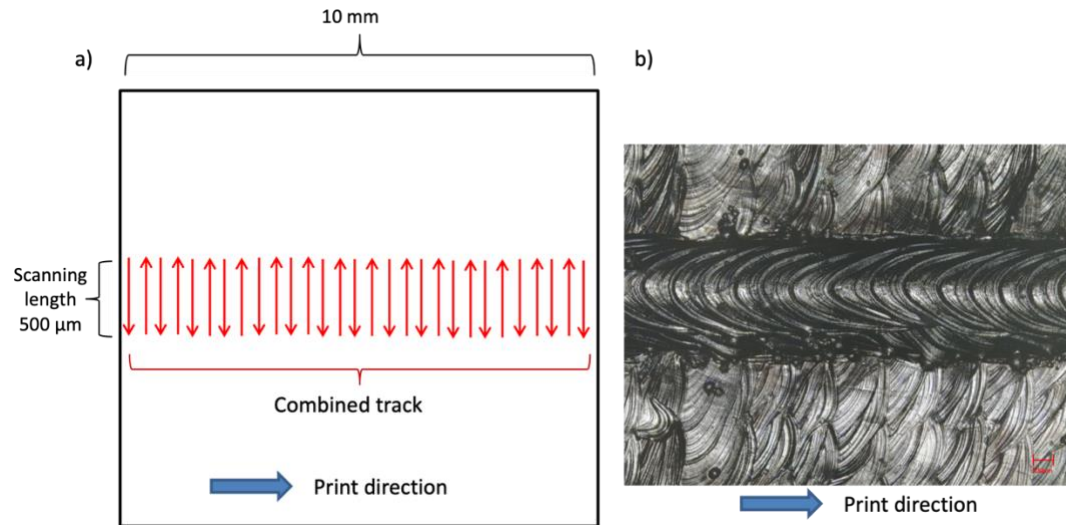 10 mm
a)
b)
Scanning
length
500 µm
Combined track
Print direction
Print direction